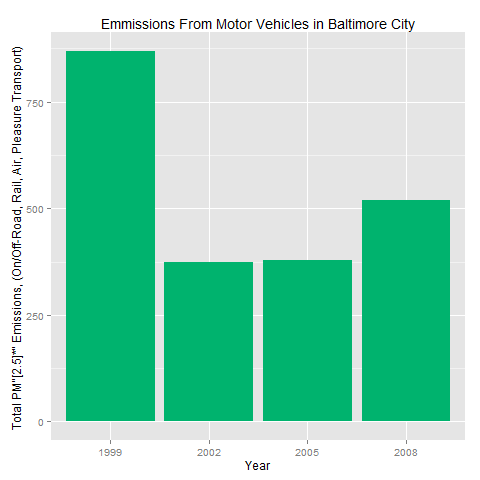 Emmissions From Motor Vehicles in Baltimore City
Total PM"[2.5]*" Emissions, (On/Off-Road, Rail, Air, Pleasure Transport)
750
500
250
0
1999 2002 2005 2008
Year